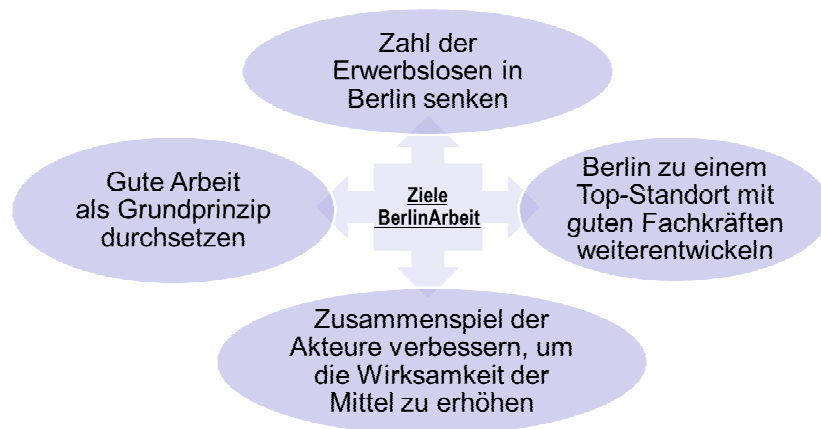 Zahl der
Erwerbslosen in
Berlin senken
Gute Arbeit
als Grundprinzip
durchsetzen
Ziele
BerlinArbeit
Berlin zu einem
Top-Standort mit
guten Fachkräften
weiterentwickeln
Zusammenspiel der
Akteure verbessern, um
die Wirksamkeit der
Mittel zu erhöhen